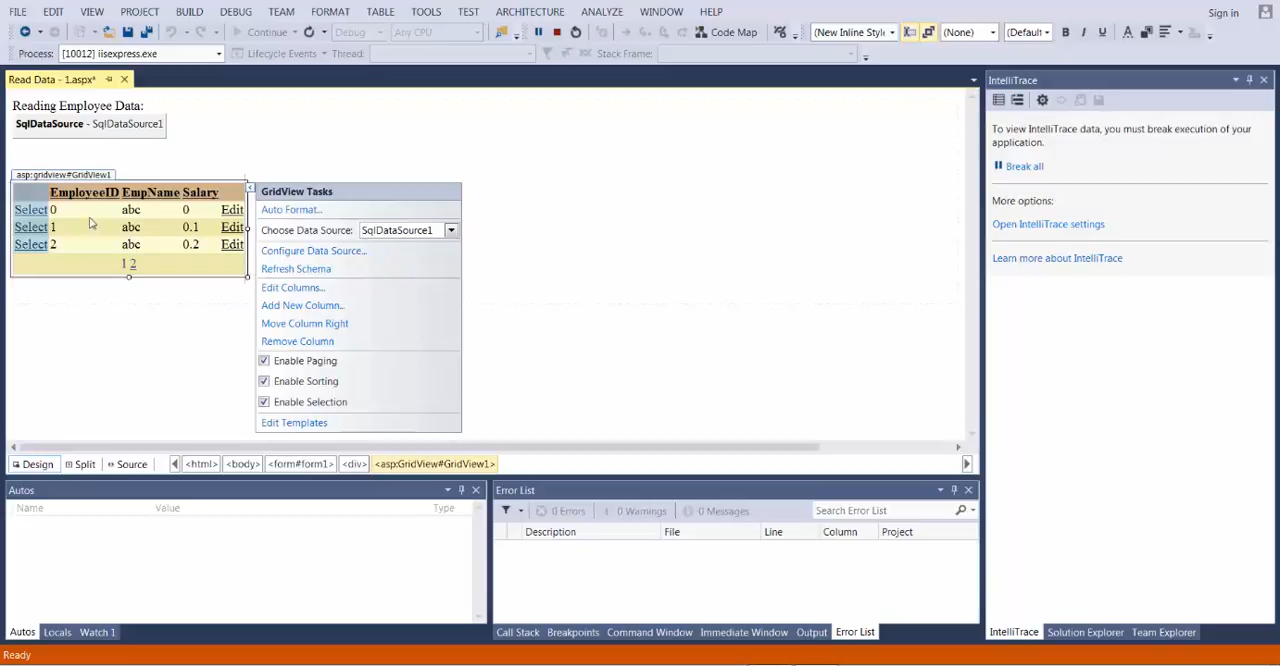 FILE EDIT VIEW PROJECT BUILD DEBUG TEAM FORMAT TABLE TOOLS TEST ARCHITECTURE ANALYZE WINDOW HELP
Sign in
Continue Debug Any CPU Code Map (New Inline Style (None) (Default B I U A
Process: [10012] iisexpress.exe Lifecycle Events Thread: Stack Frame:
Read Data - 1.aspx*
Reading Employee Data:
SqlDataSource - SqlDataSource1
asp:gridview#GridView1
EmployeeID EmpName Salary
Select 0 abc 0 Edit
Select 1 abc 0.1 Edit
Select 2 abc 0.2 Edit
1 2
GridView Tasks
Auto Format...
Choose Data Source: SqlDataSource1
Configure Data Source...
Refresh Schema
Edit Columns...
Add New Column...
Move Column Right
Remove Column
Enable Paging
Enable Sorting
Enable Selection
Edit Templates
Design Split Source <html> <body> <form#form1> <div> <asp:GridView#GridView1>
IntelliTrace
To view IntelliTrace data, you must break execution of your
application.
Break all
More options:
Open IntelliTrace settings
Learn more about IntelliTrace
Autos
Name Value Type
Autos Locals Watch 1
Error List
0 Errors 0 Warnings 0 Messages Search Error List
Description File Line Column Project
Call Stack Breakpoints Command Window Immediate Window Output Error List
IntelliTrace Solution Explorer Team Explorer
Ready